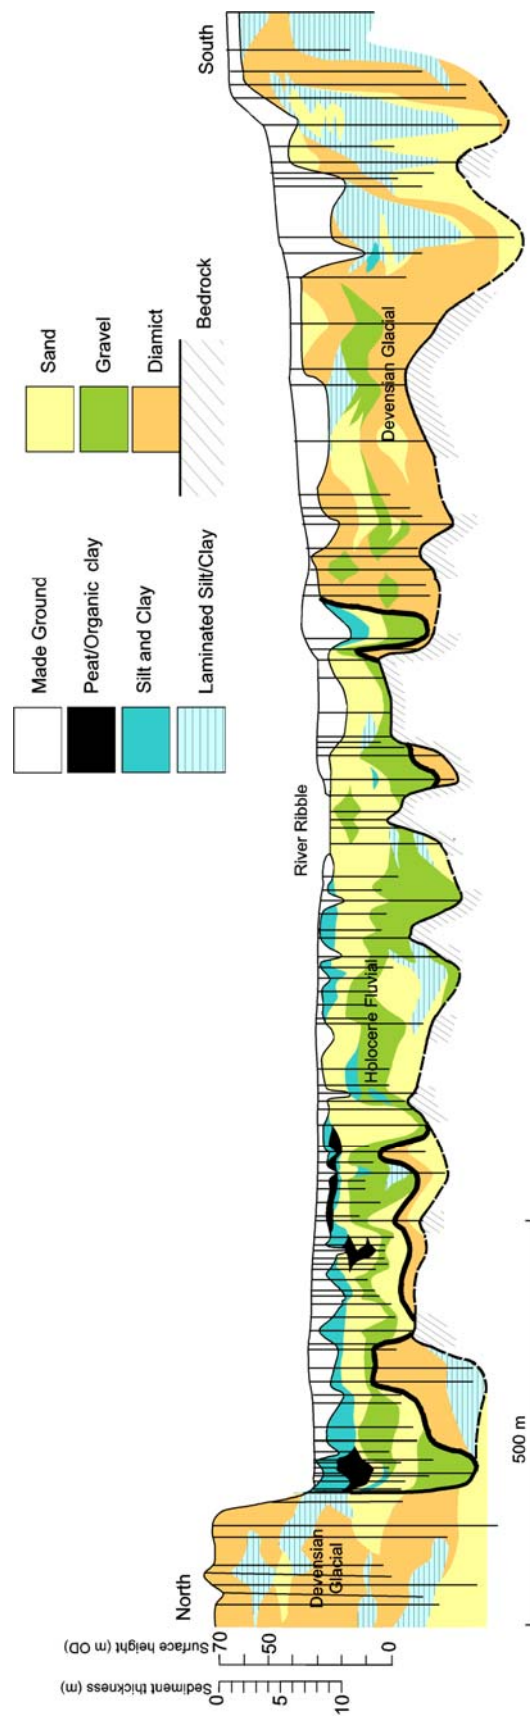 North
South
River Ribble
Devensian
Glacial
Holocene Fluvial
Devensian Glacial
Made Ground
Peat/Organic clay
Silt and Clay
Laminated Silt/Clay
Sand
Gravel
Diamict
Bedrock
Sediment thickness (m)
0
5
10
Surface height (m OD)
70
50
0
500 m